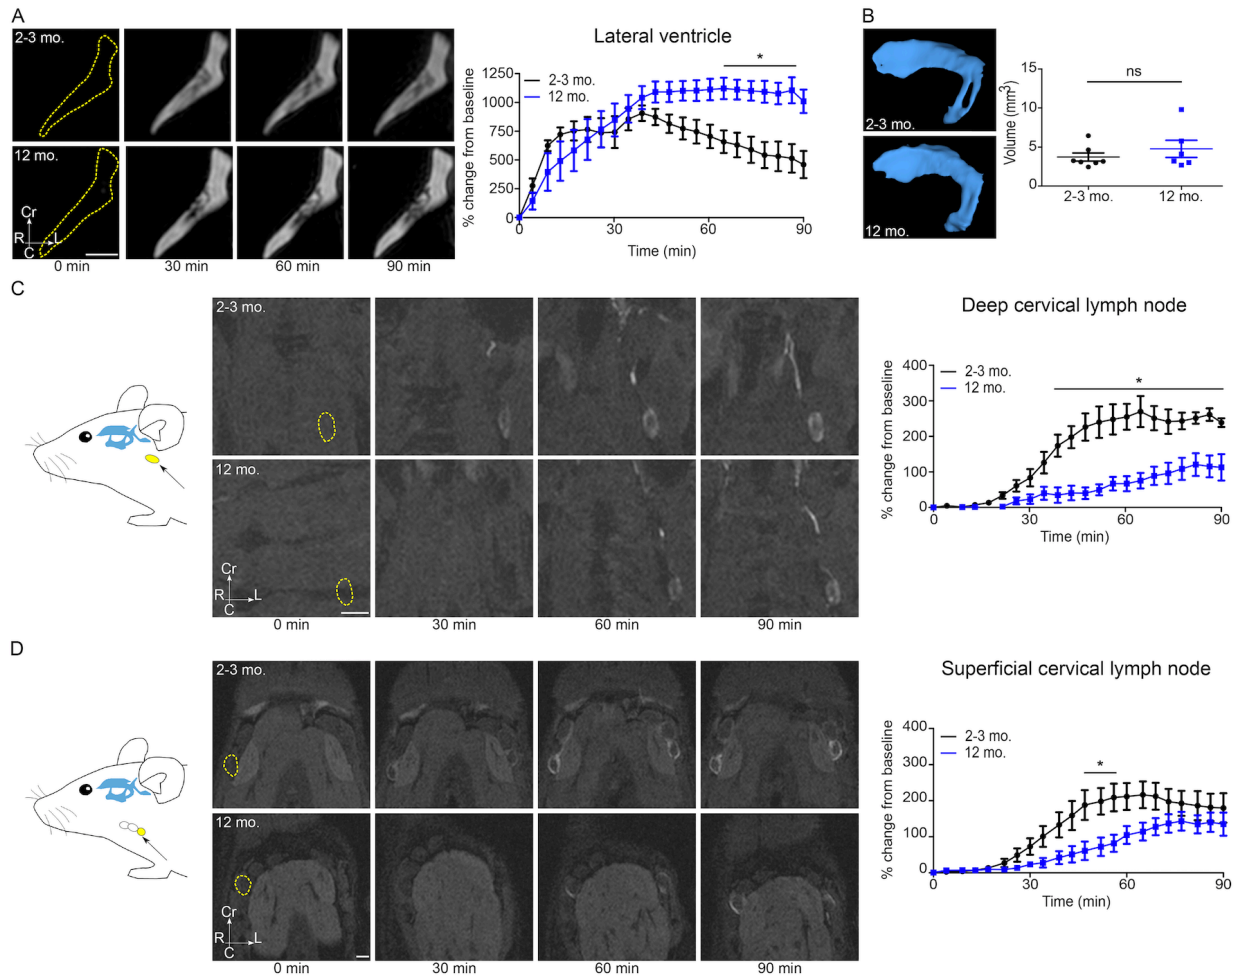 A
2-3 mo.
12 mo.
Cr
R
L
C
0 min
30 min
60 min
90 min
Lateral ventricle
*
2-3 mo.
12 mo.
% change from baseline
1250
1000
750
500
250
0
0
30
60
90
Time (min)
B
2-3 mo.
12 mo.
ns
Volume (mm3)
15
10
5
0
2-3 mo.
12 mo.
C
2-3 mo.
12 mo.
Cr
R
L
C
0 min
30 min
60 min
90 min
Deep cervical lymph node
2-3 mo.
12 mo.
*
% change from baseline
400
300
200
100
0
0
30
60
90
Time (min)
D
2-3 mo.
12 mo.
Cr
R
L
C
0 min
30 min
60 min
90 min
Superficial cervical lymph node
2-3 mo.
12 mo.
*
% change from baseline
400
300
200
100
0
0
30
60
90
Time (min)